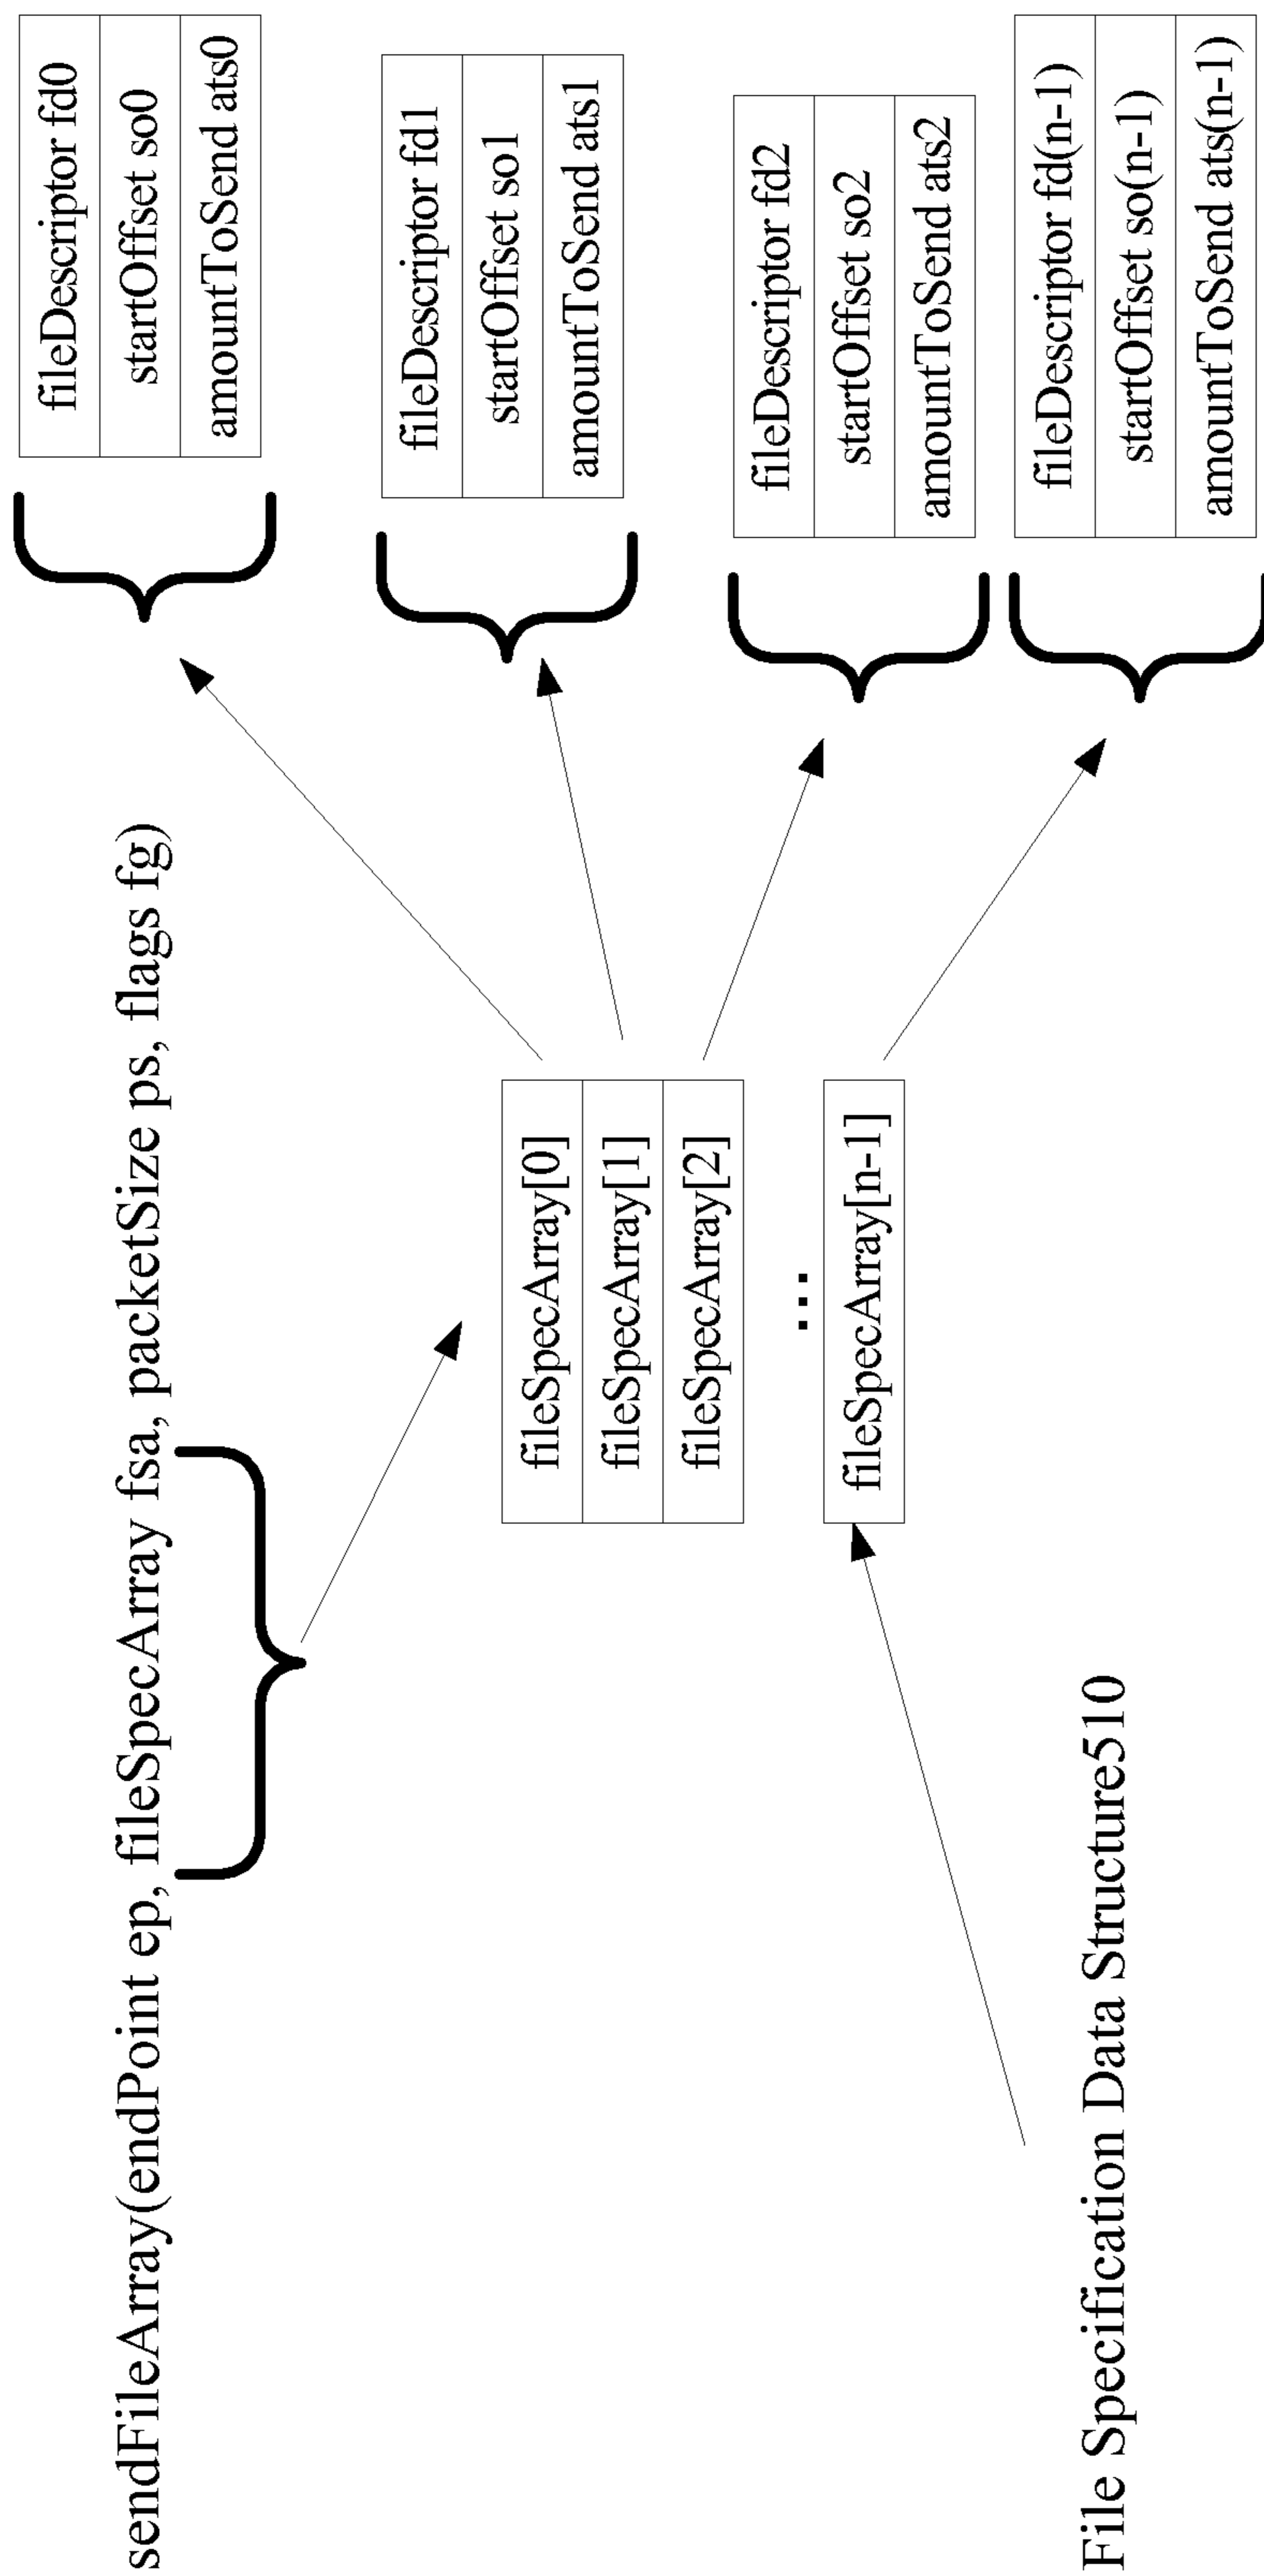 sendFileArray(endPoint ep, fileSpecArray fsa, packetSize ps, flags fg)
fileSpecArray[0]
fileSpecArray[1]
fileSpecArray[2]
...
fileSpecArray[n-1]
fileDescriptor fd0
startOffset so0
amountToSend ats0
fileDescriptor fd1
startOffset so1
amountToSend ats1
fileDescriptor fd2
startOffset so2
amountToSend ats2
fileDescriptor fd(n-1)
startOffset so(n-1)
amountToSend ats(n-1)
File Specification Data Structure510